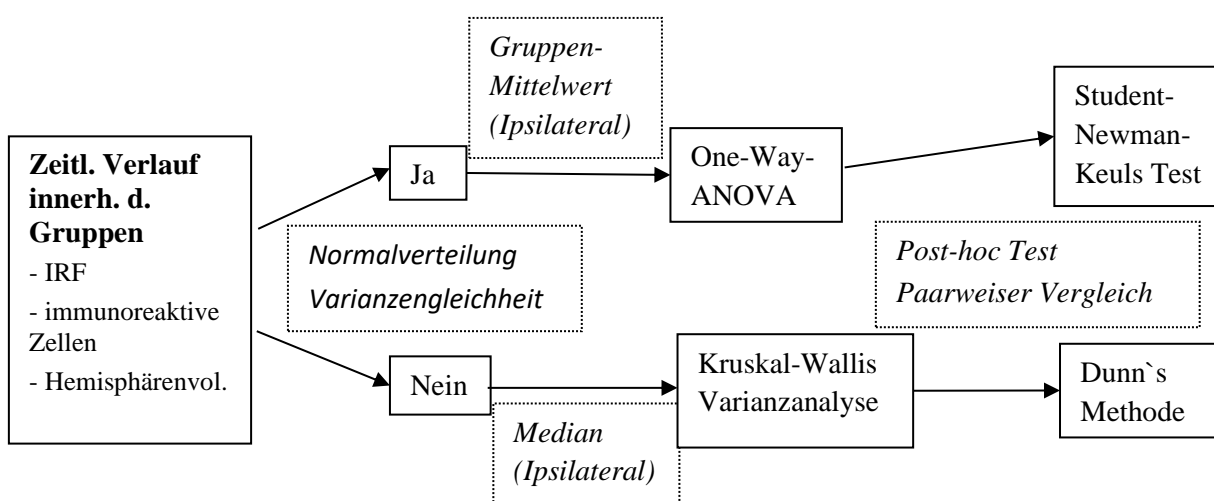 Zeitl. Verlauf
innerh. d.
Gruppen
- IRF
- immunoreaktive
Zellen
- Hemisphärenvol.
Ja
Gruppen-
Mittelwert
(Ipsilateral)
One-Way-
ANOVA
Student-
Newman-
Keuls Test
Normalverteilung
Varianzengleichheit
Post-hoc Test
Paarweiser Vergleich
Nein
Median
(Ipsilateral)
Kruskal-Wallis
Varianzanalyse
Dunn`s
Methode